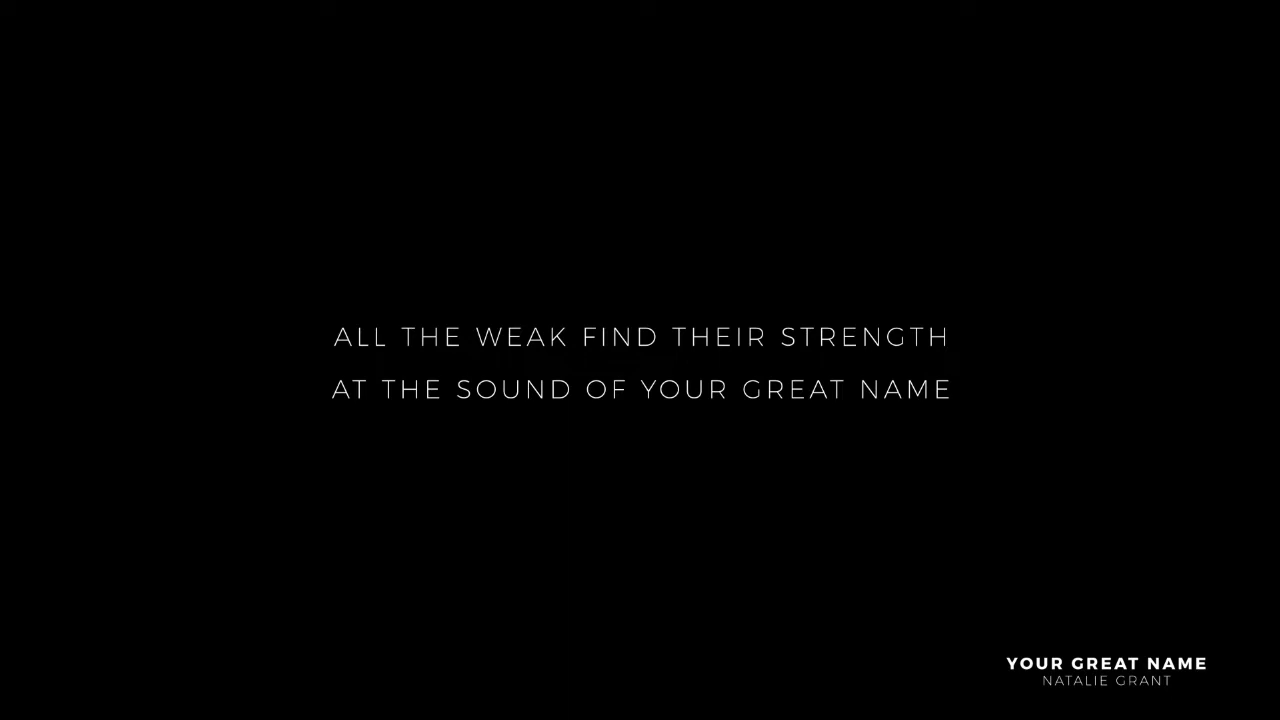 ALL THE WEAK FIND THEIR STRENGTH
AT THE SOUND OF YOUR GREAT NAME
YOUR GREAT NAME
NATALIE GRANT